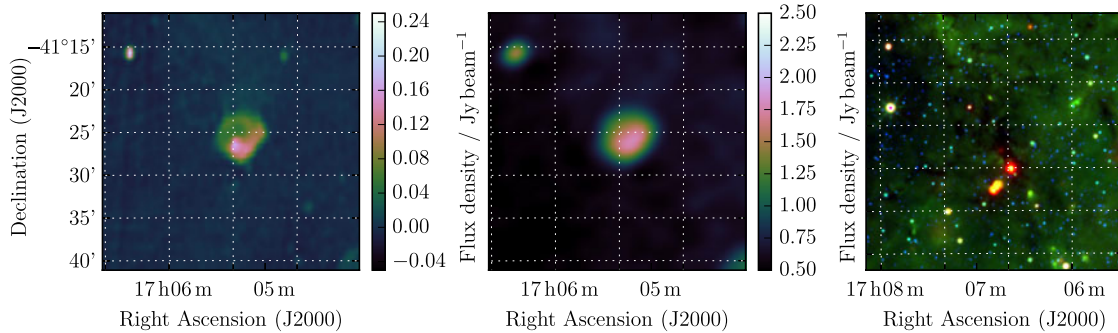 −41°15'
20'
25'
30'
35'
40'
Declination (J2000)
17 h 06 m
05 m
Right Ascension (J2000)
0.24
0.20
0.16
0.12
0.08
0.04
0.00
−0.04
Flux density / Jy beam⁻¹
17 h 06 m
05 m
Right Ascension (J2000)
2.50
2.25
2.00
1.75
1.50
1.25
1.00
0.75
0.50
Flux density / Jy beam⁻¹
17 h 08 m
07 m
06 m
Right Ascension (J2000)